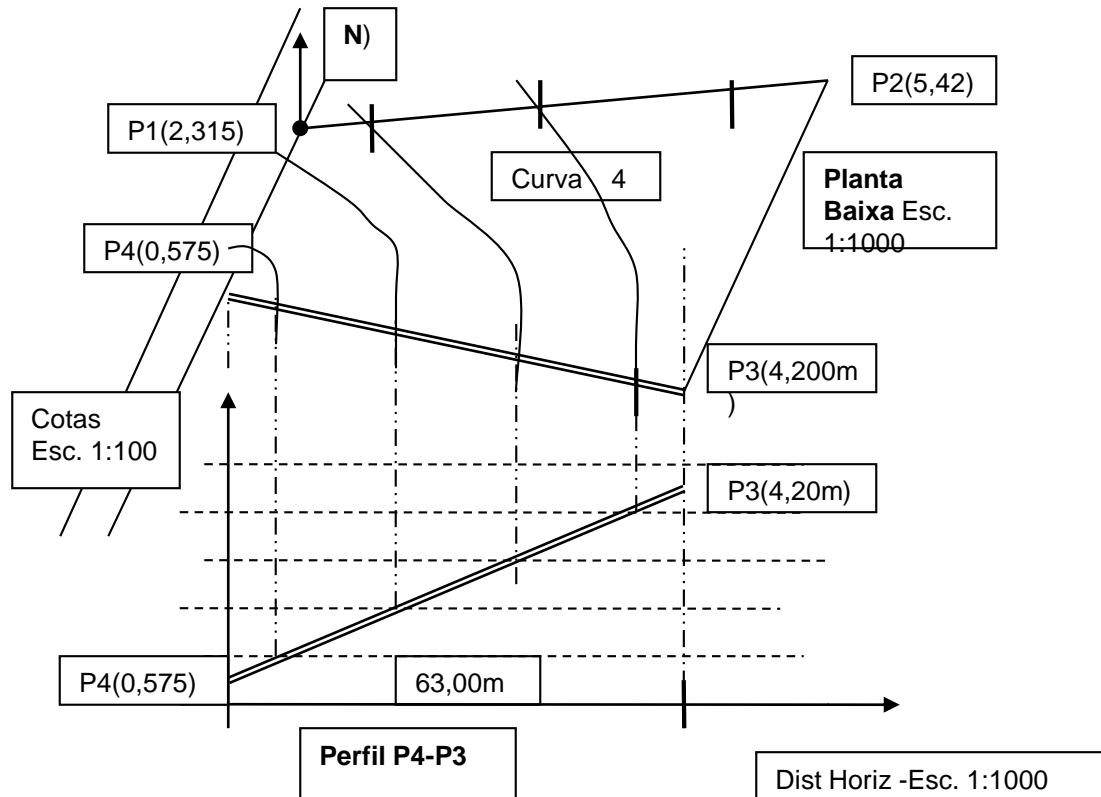 N)
P2(5,42)
P1(2,315)
Curva 4
Planta
Baixa Esc.
1:1000
P4(0,575)
P3(4,200m
)
Cotas
Esc. 1:100
P3(4,20m)
P4(0,575)
63,00m
Perfil P4-P3
Dist Horiz -Esc. 1:1000